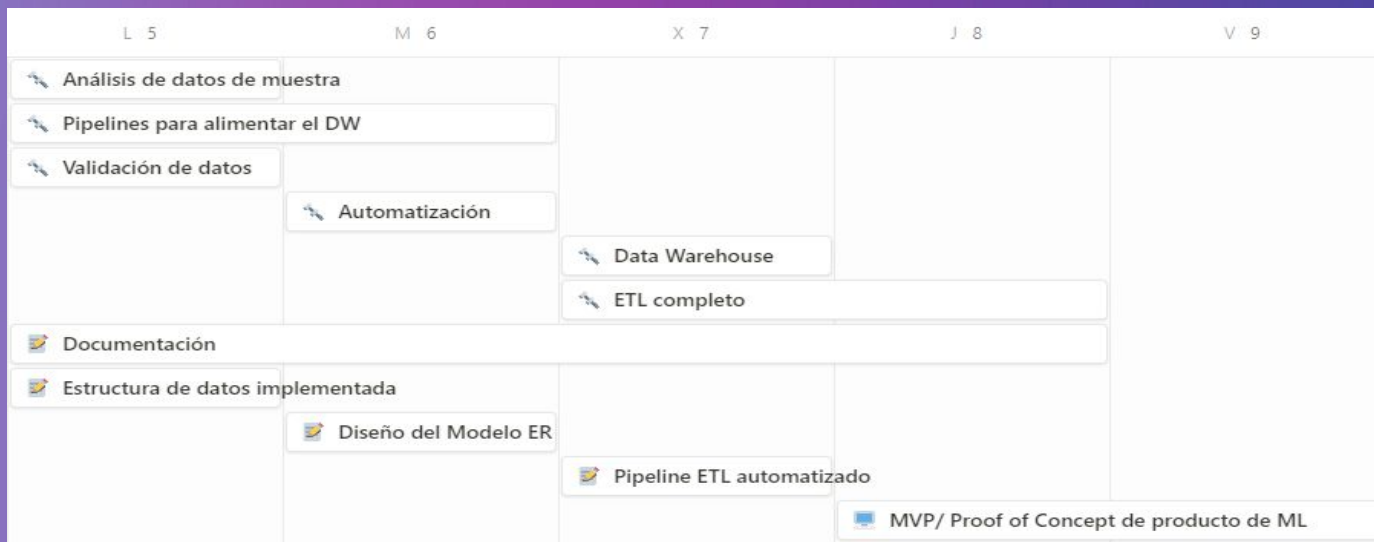 L 5 M 6 X 7 J 8 V 9
Análisis de datos de muestra
Pipelines para alimentar el DW
Validación de datos
Automatización
Data Warehouse
ETL completo
Documentación
Estructura de datos implementada
Diseño del Modelo ER
Pipeline ETL automatizado
MVP/ Proof of Concept de producto de ML